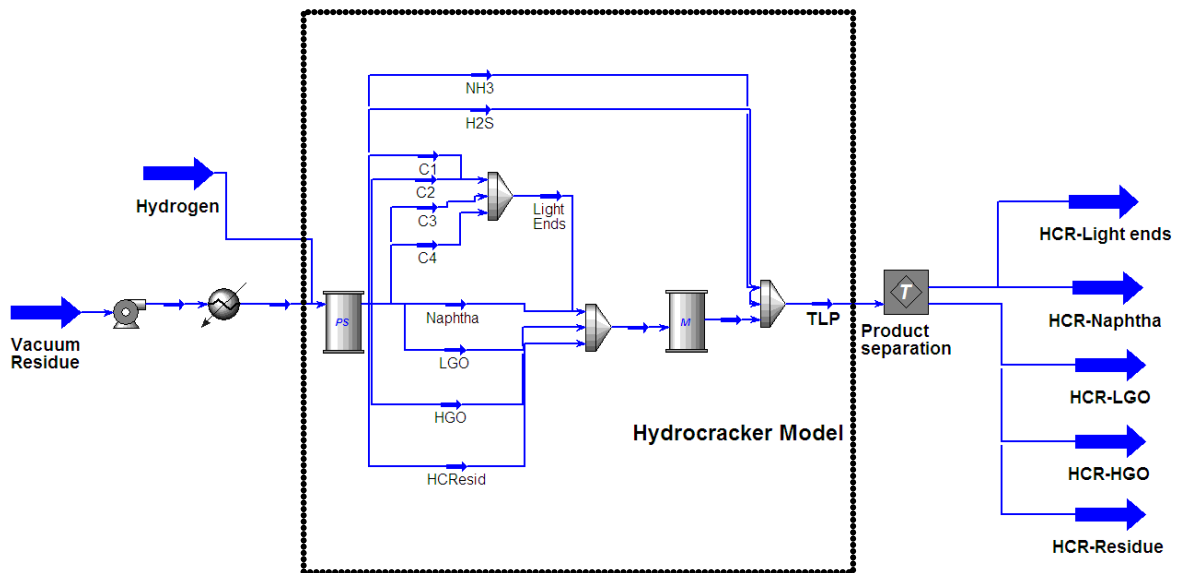 NH3
H2S
C1
C2
C3
C4
Light
Ends
Hydrogen
HCR-Light ends
PS
Naphtha
M
TLP
T
Product
separation
HCR-Naphtha
Vacuum
Residue
LGO
HCR-LGO
HGO
Hydrocracker Model
HCR-HGO
HCResid
HCR-Residue